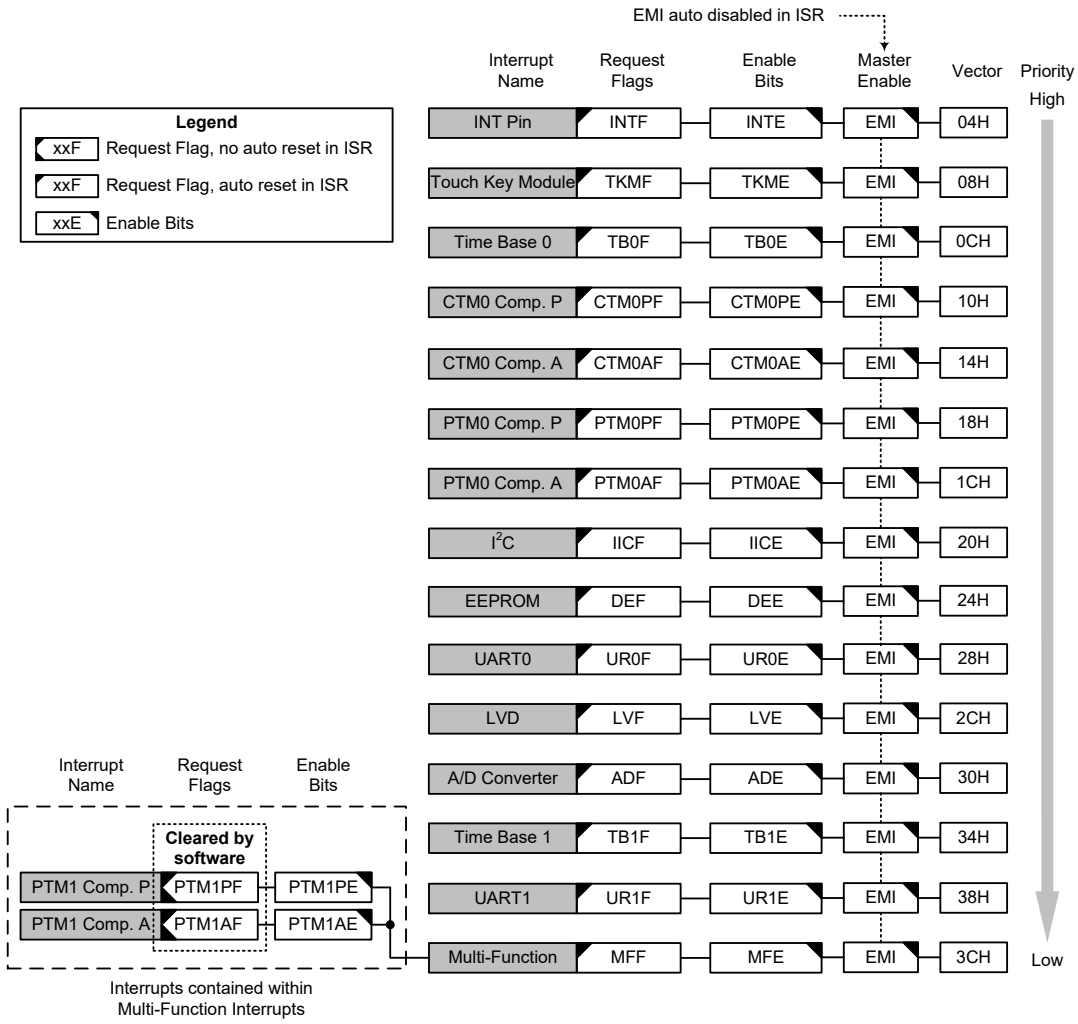 EMI auto disabled in ISR
Interrupt Name Request Flags Enable Bits Master Enable Vector Priority
High
Legend
xxF Request Flag, no auto reset in ISR
xxF Request Flag, auto reset in ISR
xxE Enable Bits
INT Pin INTF INTE EMI 04H
Touch Key Module TKMF TKME EMI 08H
Time Base 0 TB0F TB0E EMI 0CH
CTM0 Comp. P CTM0PF CTM0PE EMI 10H
CTM0 Comp. A CTM0AF CTM0AE EMI 14H
PTM0 Comp. P PTM0PF PTM0PE EMI 18H
PTM0 Comp. A PTM0AF PTM0AE EMI 1CH
I²C IICF IICE EMI 20H
EEPROM DEF DEE EMI 24H
UART0 UR0F UR0E EMI 28H
LVD LVF LVE EMI 2CH
A/D Converter ADF ADE EMI 30H
Time Base 1 TB1F TB1E EMI 34H
UART1 UR1F UR1E EMI 38H
Multi-Function MFF MFE EMI 3CH
Low
Interrupt Name Request Flags Enable Bits
Cleared by
software
PTM1 Comp. P PTM1PF PTM1PE
PTM1 Comp. A PTM1AF PTM1AE
Interrupts contained within
Multi-Function Interrupts